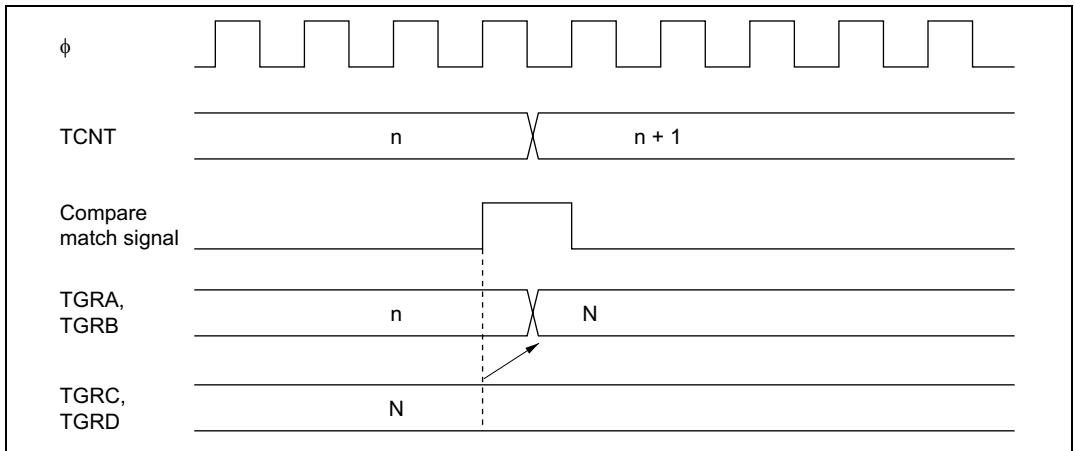 ϕ
TCNT n n + 1
Compare
match signal
TGRA,
TGRB n N
TGRC,
TGRD N